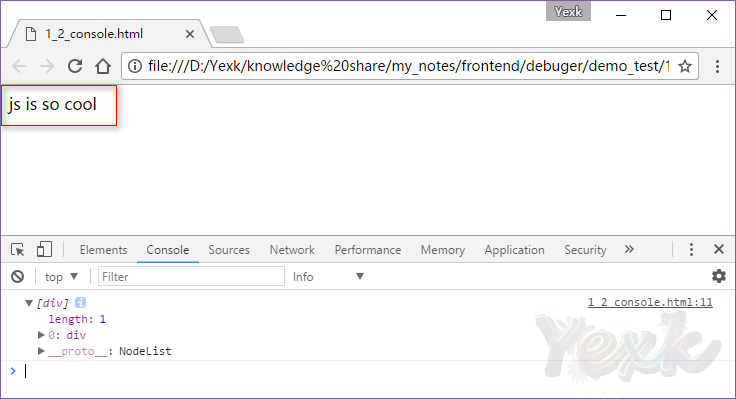 Yexk
1_2_console.html
file:///D:/Yexk/knowledge%20share/my_notes/frontend/debuger/demo_test/1
js is so cool
Elements Console Sources Network Performance Memory Application Security »
top ▼ Filter Info ▼
▼[div] i 1_2_console.html:11
length: 1
▶0: div
▶__proto__: NodeList
>
Yexk